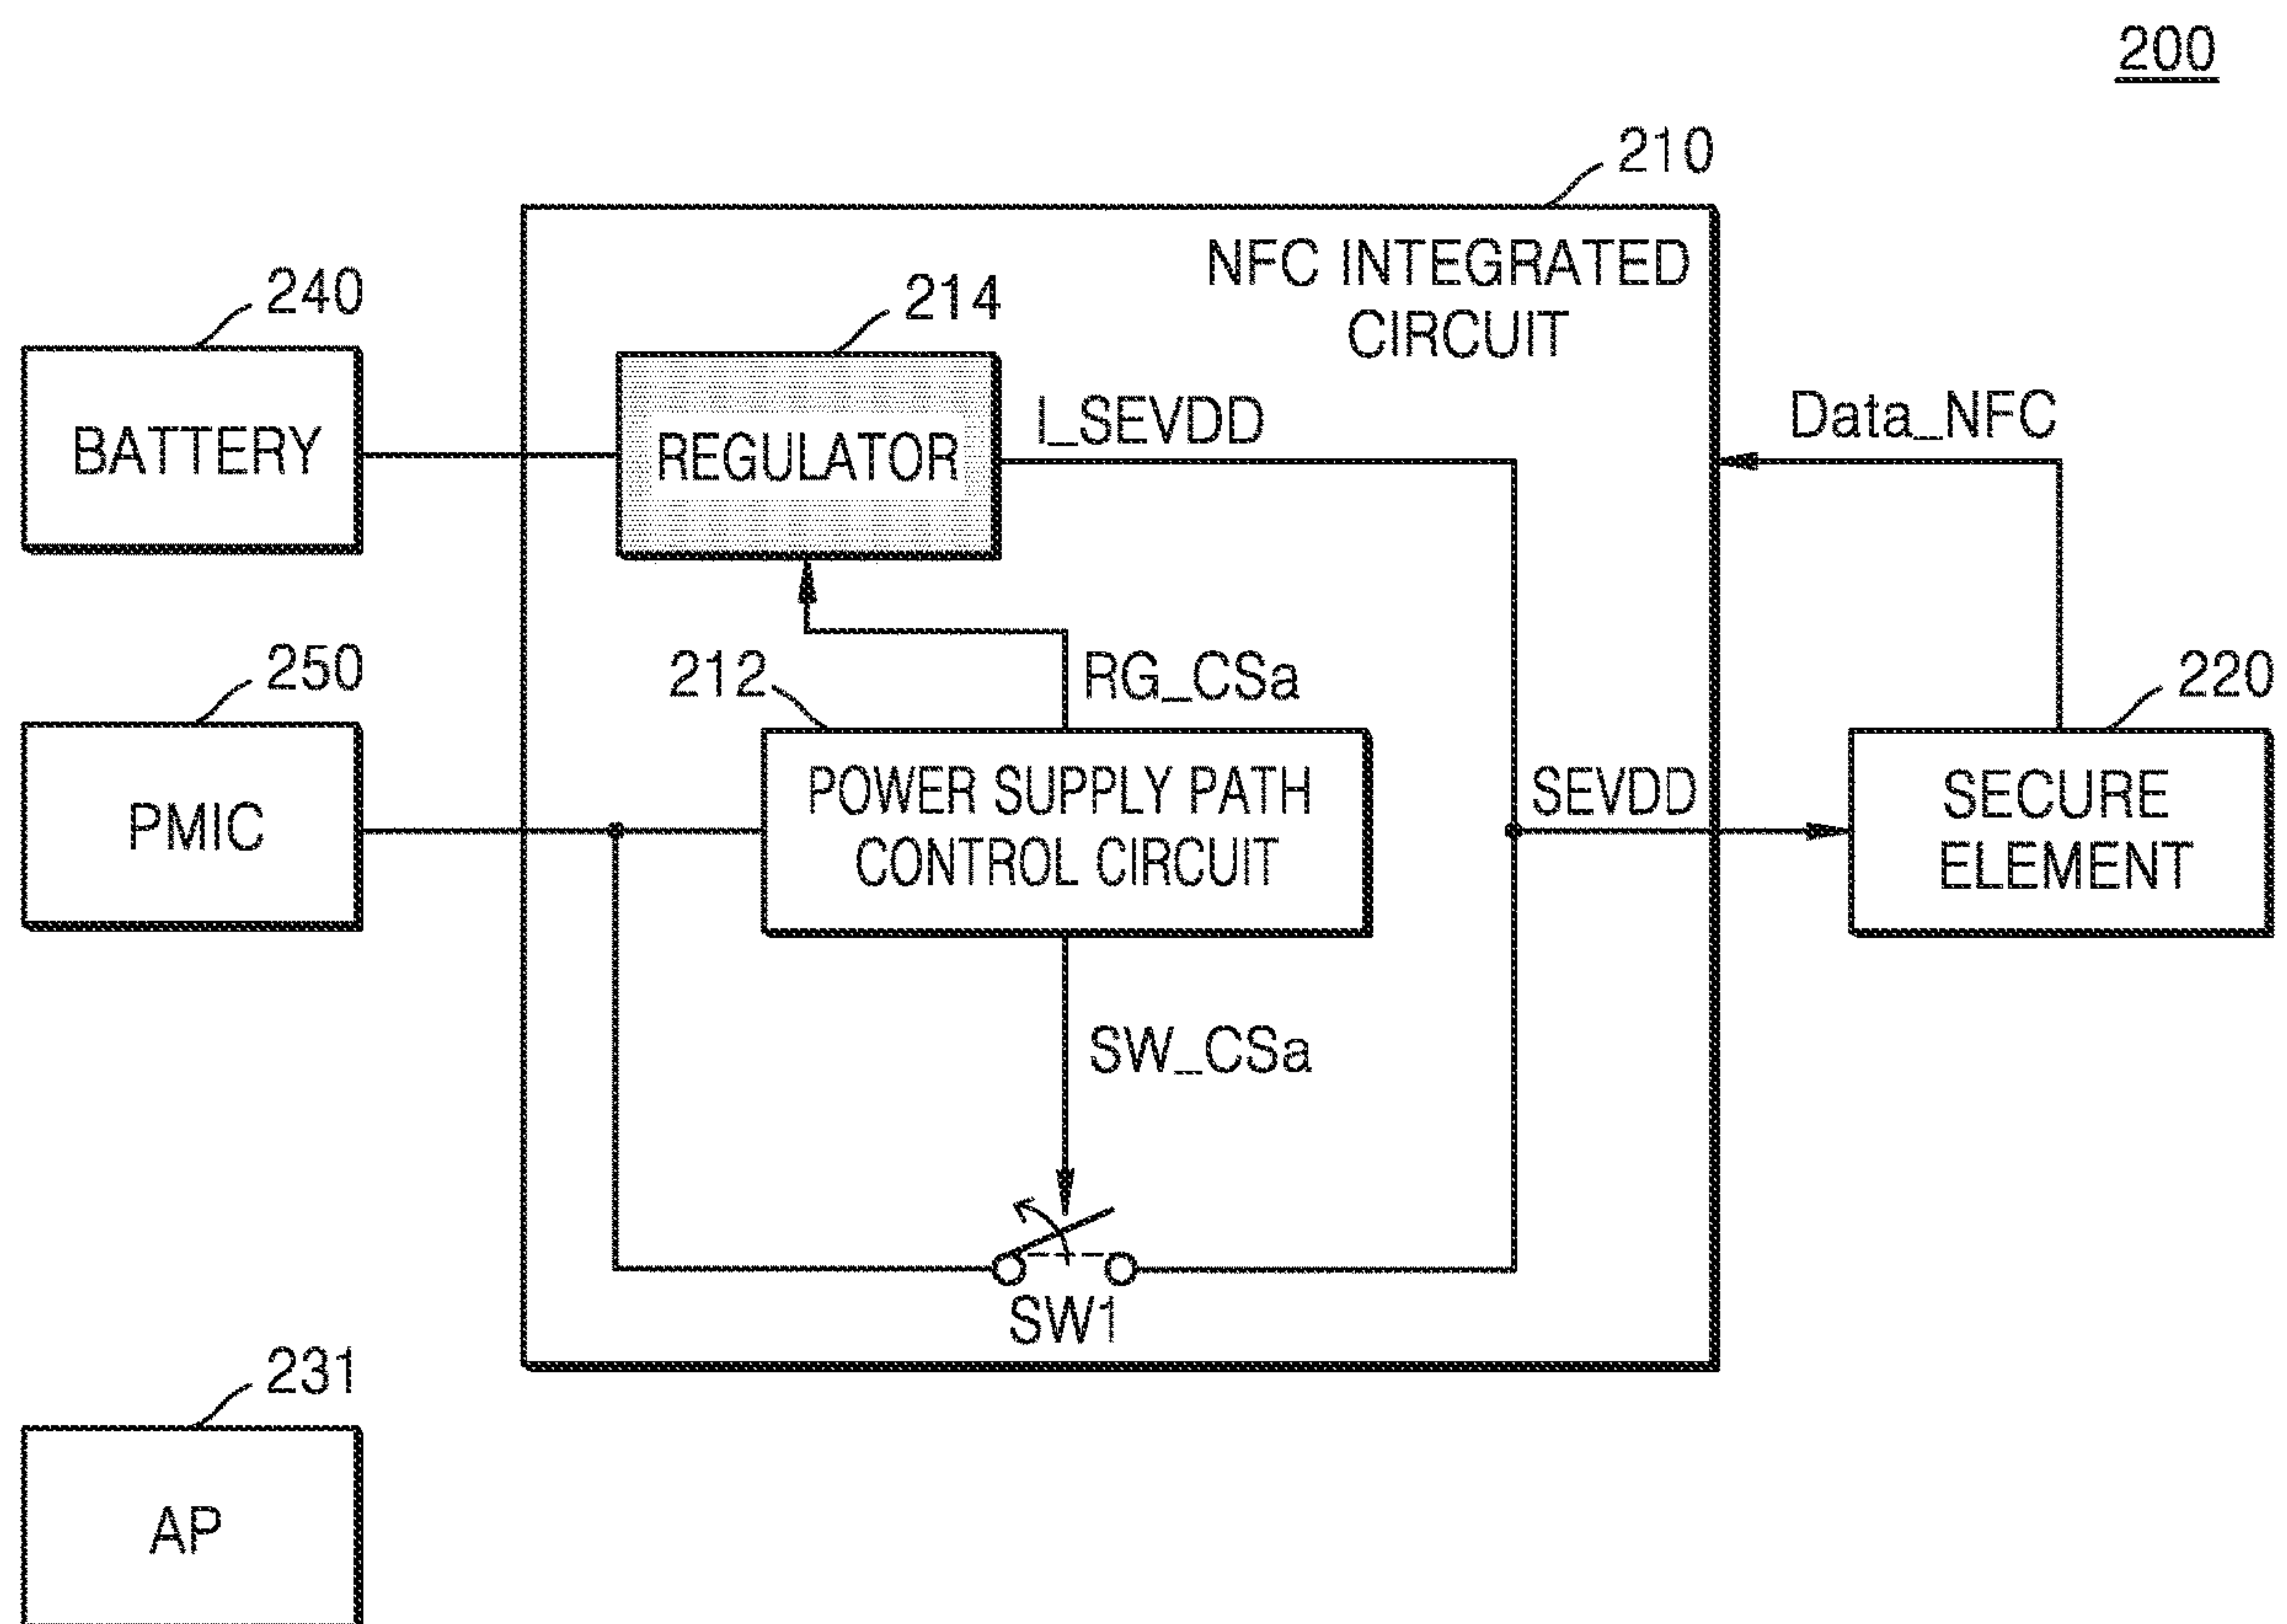 200
210
NFC INTEGRATED
CIRCUIT
240
214
BATTERY
REGULATOR
I_SEVDD
Data_NFC
250
212
RG_CSa
220
PMIC
POWER SUPPLY PATH
CONTROL CIRCUIT
SEVDD
SECURE
ELEMENT
SW_CSa
SW1
231
AP